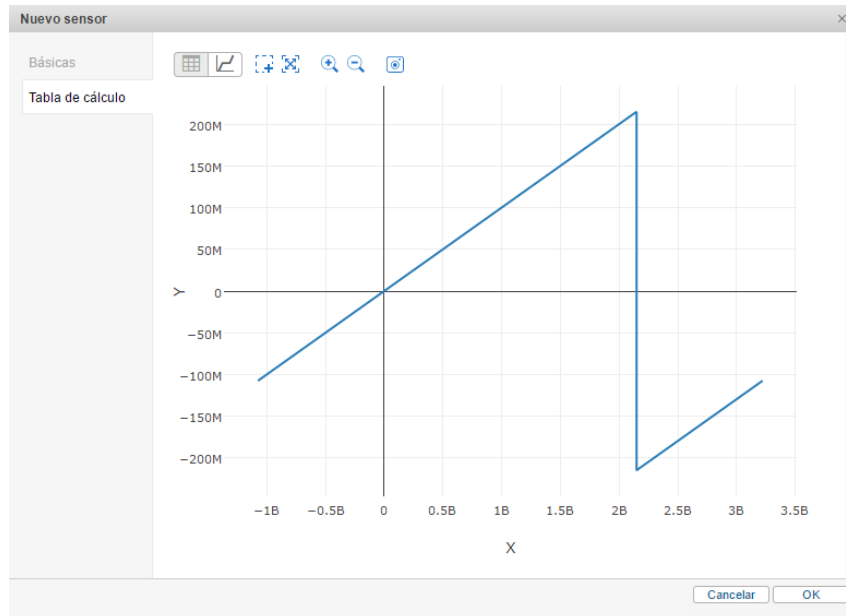 Nuevo sensor ×
Básicas
Tabla de cálculo
200M
150M
100M
50M
0
−50M
−100M
−150M
−200M
Y
−1B −0.5B 0 0.5B 1B 1.5B 2B 2.5B 3B 3.5B
X
Cancelar OK